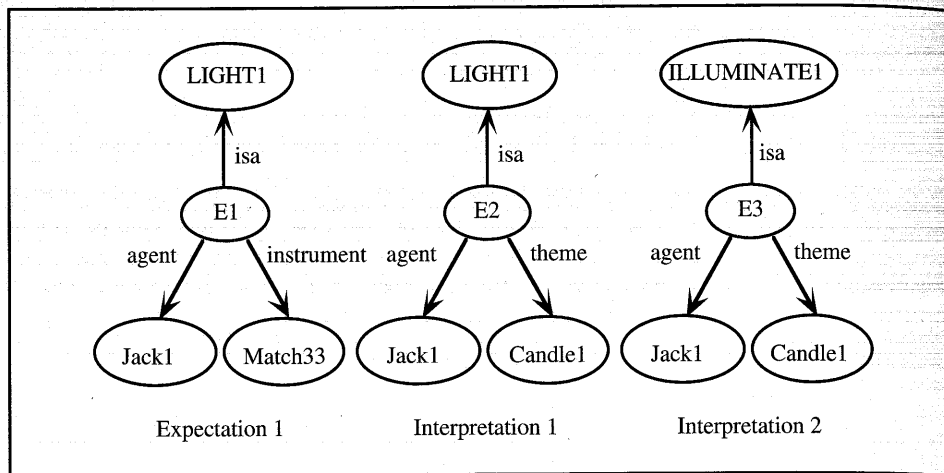 LIGHT1 LIGHT1 ILLUMINATE1
isa isa isa
E1 E2 E3
agent instrument agent theme agent theme
Jack1 Match33 Jack1 Candle1 Jack1 Candle1
Expectation 1 Interpretation 1 Interpretation 2